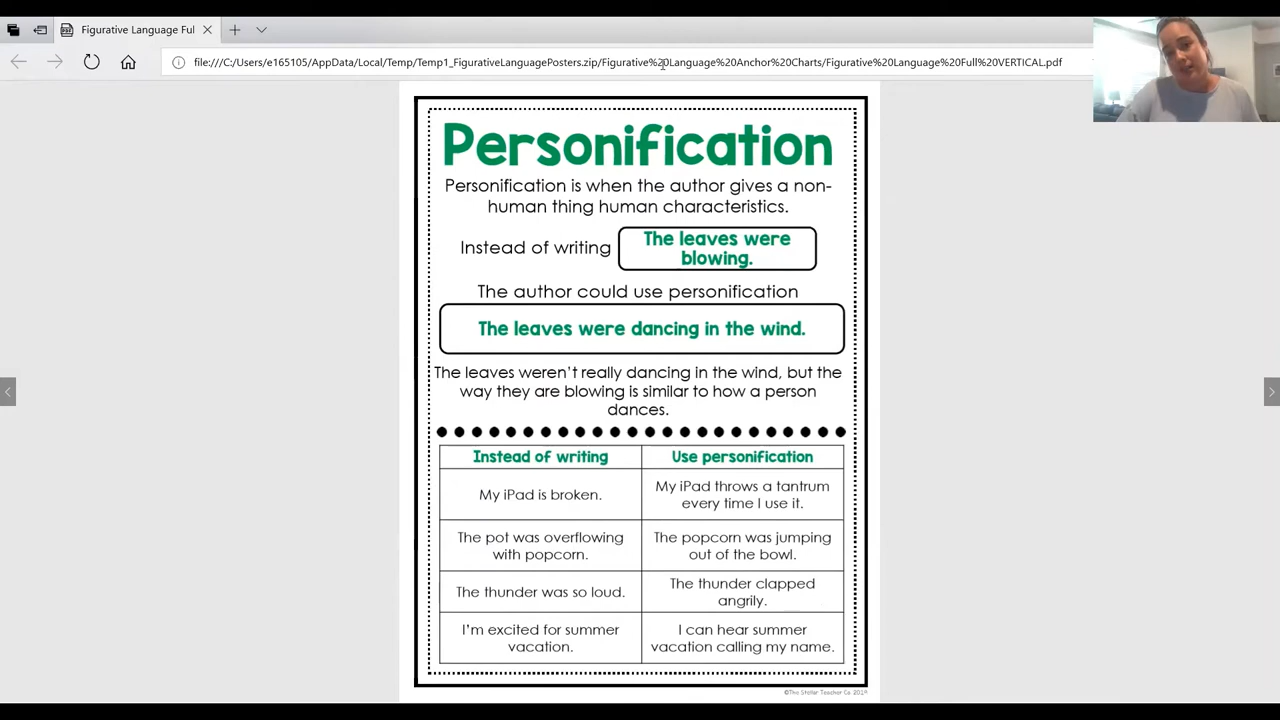 Figurative Language Ful
file:///C:/Users/e165105/AppData/Local/Temp/Temp1_FigurativeLanguagePosters.zip/Figurative%20Language%20Anchor%20Charts/Figurative%20Language%20Full%20VERTICAL.pdf
Personification
Personification is when the author gives a non-
human thing human characteristics.
Instead of writing
The leaves were
blowing.
The author could use personification
The leaves were dancing in the wind.
The leaves weren't really dancing in the wind, but the
way they are blowing is similar to how a person
dances.
Instead of writing
Use personification
My iPad is broken.
My iPad throws a tantrum
every time I use it.
The pot was overflowing
with popcorn.
The popcorn was jumping
out of the bowl.
The thunder was so loud.
The thunder clapped
angrily.
I'm excited for summer
vacation.
I can hear summer
vacation calling my name.
©The Stellar Teacher Co. 2019